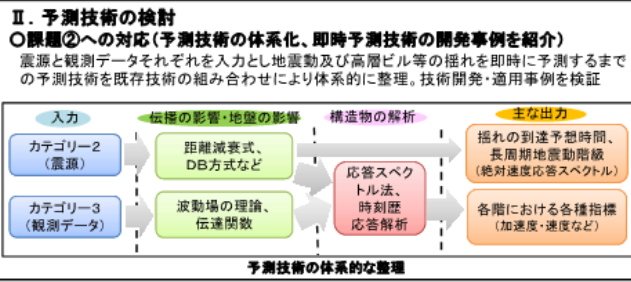 Ⅱ．予測技術の検討
○課題②への対応（予測技術の体系化、即時予測技術の開発事例を紹介）
震源と観測データそれぞれを入力とし地震動及び高層ビル等の揺れを即時に予測するまで
の予測技術を既存技術の組み合わせにより体系的に整理。技術開発・適用事例を検証
入力
伝播の影響・地盤の影響
構造物の解析
主な出力
カテゴリー2
（震源）
距離減衰式、
DB方式など
揺れの到達予想時間、
長周期地震動階級
（絶対速度応答スペクトル）
応答スペク
トル法、
時刻歴
応答解析
カテゴリー3
（観測データ）
波動場の理論、
伝達関数
各階における各種指標
（加速度・速度など）
予測技術の体系的な整理